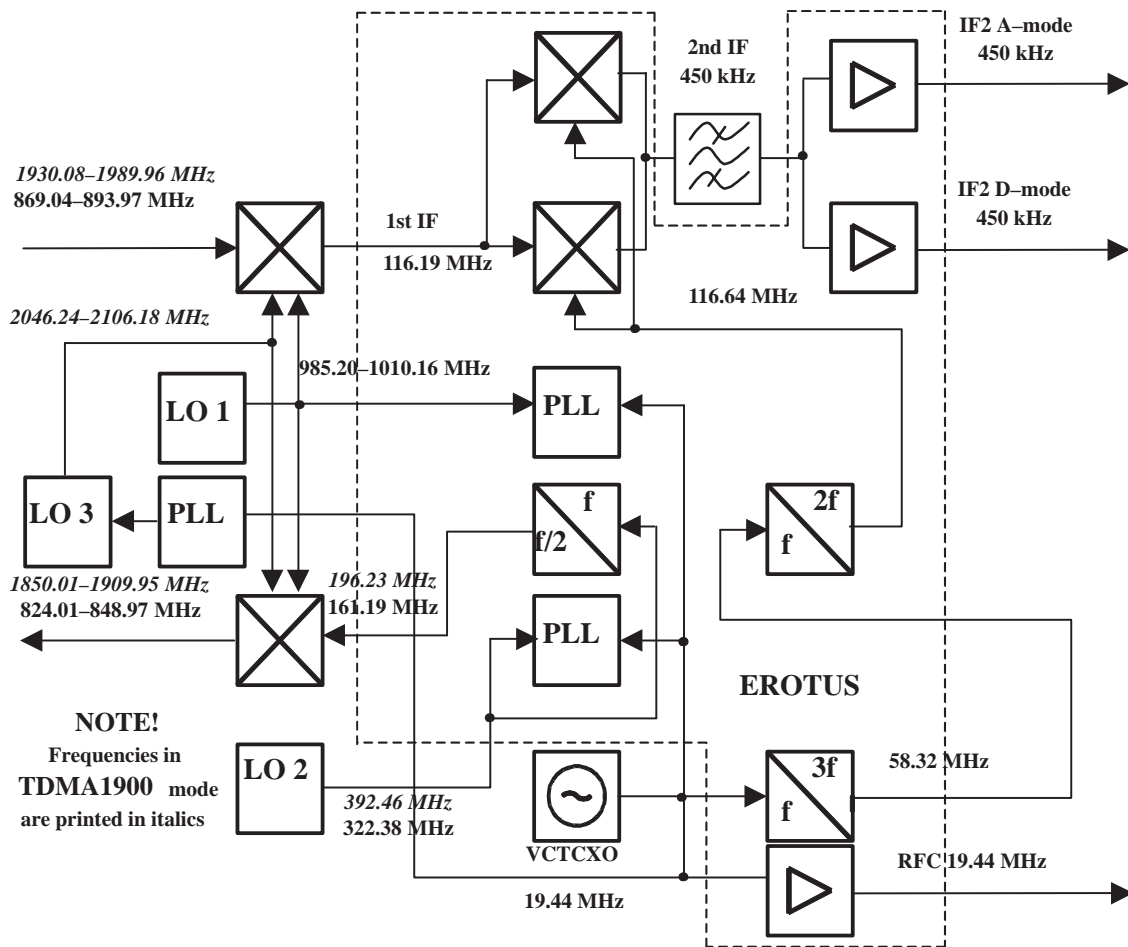 IF2 A–mode
450 kHz
2nd IF
450 kHz
1930.08–1989.96 MHz
869.04–893.97 MHz
IF2 D–mode
450 kHz
1st IF
116.19 MHz
116.64 MHz
2046.24–2106.18 MHz
985.20–1010.16 MHz
LO 1
PLL
LO 3
PLL
f
f/2
2f
f
1850.01–1909.95 MHz
824.01–848.97 MHz
196.23 MHz
161.19 MHz
PLL
EROTUS
NOTE!
Frequencies in
TDMA1900 mode
are printed in italics
LO 2
392.46 MHz
322.38 MHz
VCTCXO
3f
f
58.32 MHz
19.44 MHz
RFC 19.44 MHz